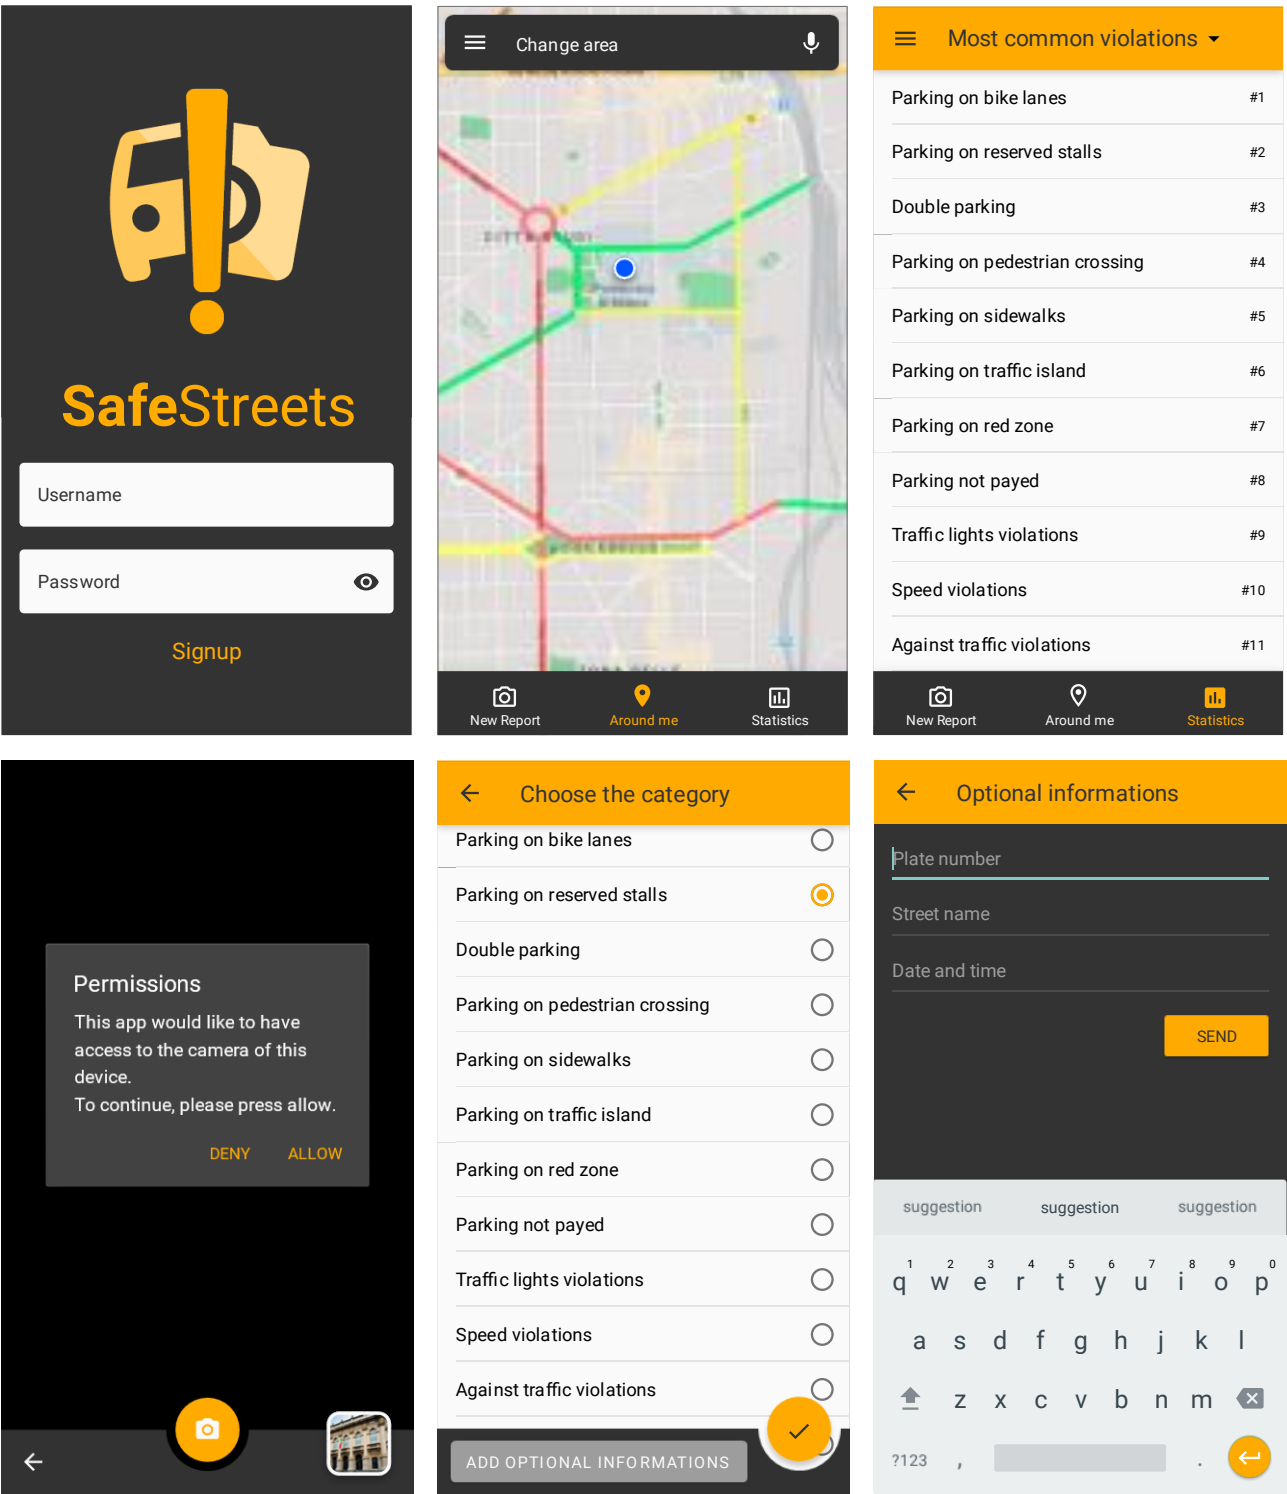 SafeStreets
Username
Password
Signup
Change area
CITTÀ STUDI
New Report
Around me
Statistics
Most common violations
Parking on bike lanes #1
Parking on reserved stalls #2
Double parking #3
Parking on pedestrian crossing #4
Parking on sidewalks #5
Parking on traffic island #6
Parking on red zone #7
Parking not payed #8
Traffic lights violations #9
Speed violations #10
Against traffic violations #11
New Report
Around me
Statistics
Permissions
This app would like to have
access to the camera of this
device.
To continue, please press allow.
DENY ALLOW
Choose the category
Parking on bike lanes
Parking on reserved stalls
Double parking
Parking on pedestrian crossing
Parking on sidewalks
Parking on traffic island
Parking on red zone
Parking not payed
Traffic lights violations
Speed violations
Against traffic violations
ADD OPTIONAL INFORMATIONS
Optional informations
Plate number
Street name
Date and time
SEND
suggestion suggestion suggestion
1 2 3 4 5 6 7 8 9 0
q w e r t y u i o p
a s d f g h j k l
z x c v b n m
?123 , .